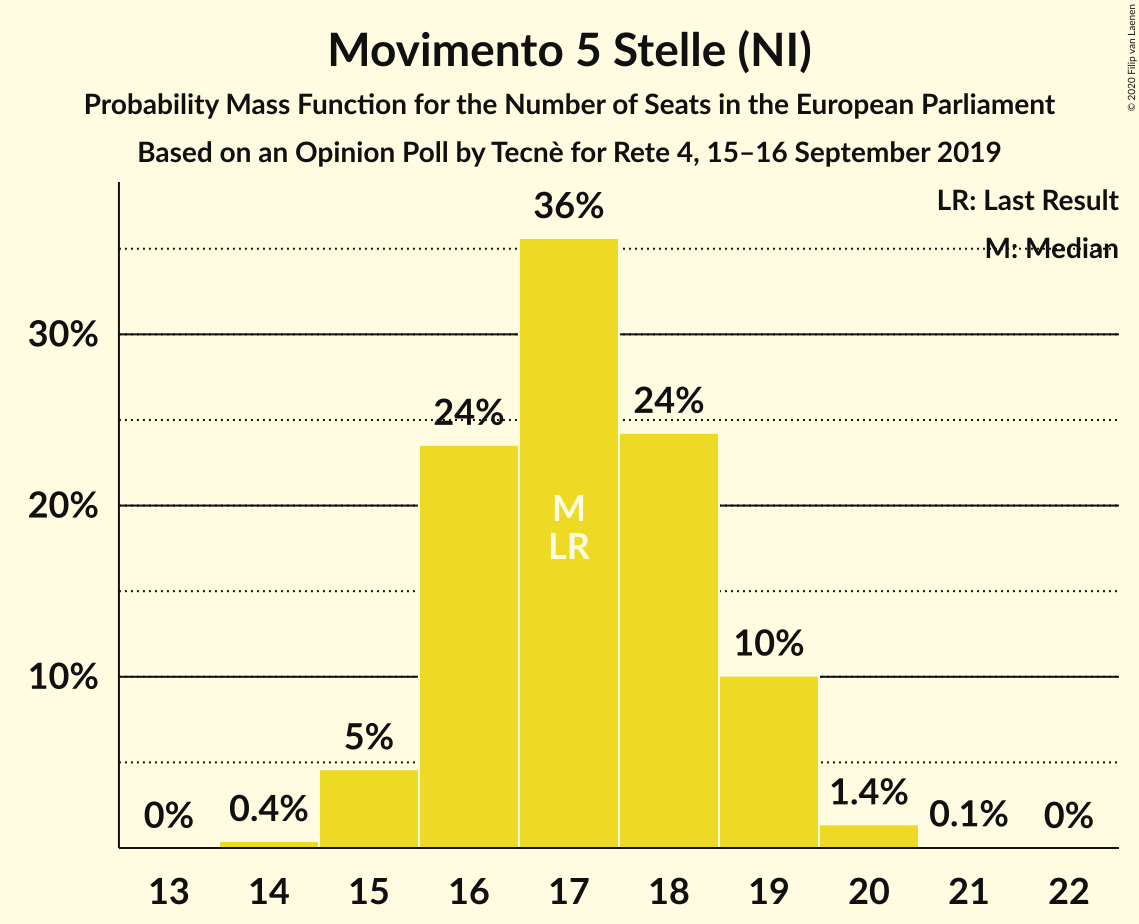 Movimento 5 Stelle (NI)
Probability Mass Function for the Number of Seats in the European Parliament
Based on an Opinion Poll by Tecnè for Rete 4, 15–16 September 2019
© 2020 Filip van Laenen
LR: Last Result
M: Median
30%
20%
10%
0%
0.4%
5%
24%
36%
24%
10%
1.4%
0.1%
0%
M
LR
13 14 15 16 17 18 19 20 21 22